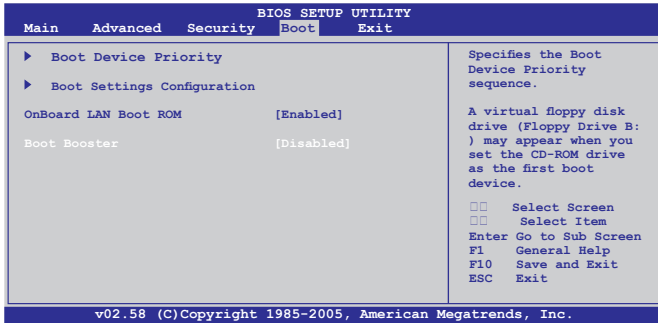 BIOS SETUP UTILITY
Main Advanced Security Boot Exit
Boot Device Priority
Boot Settings Configuration
OnBoard LAN Boot ROM [Enabled]
Boot Booster [Disabled]
Specifies the Boot
Device Priority
sequence.
A virtual floppy disk
drive (Floppy Drive B:
) may appear when you
set the CD-ROM drive
as the first boot
device.
Select Screen
Select Item
Enter Go to Sub Screen
F1 General Help
F10 Save and Exit
ESC Exit
v02.58 (C)Copyright 1985-2005, American Megatrends, Inc.